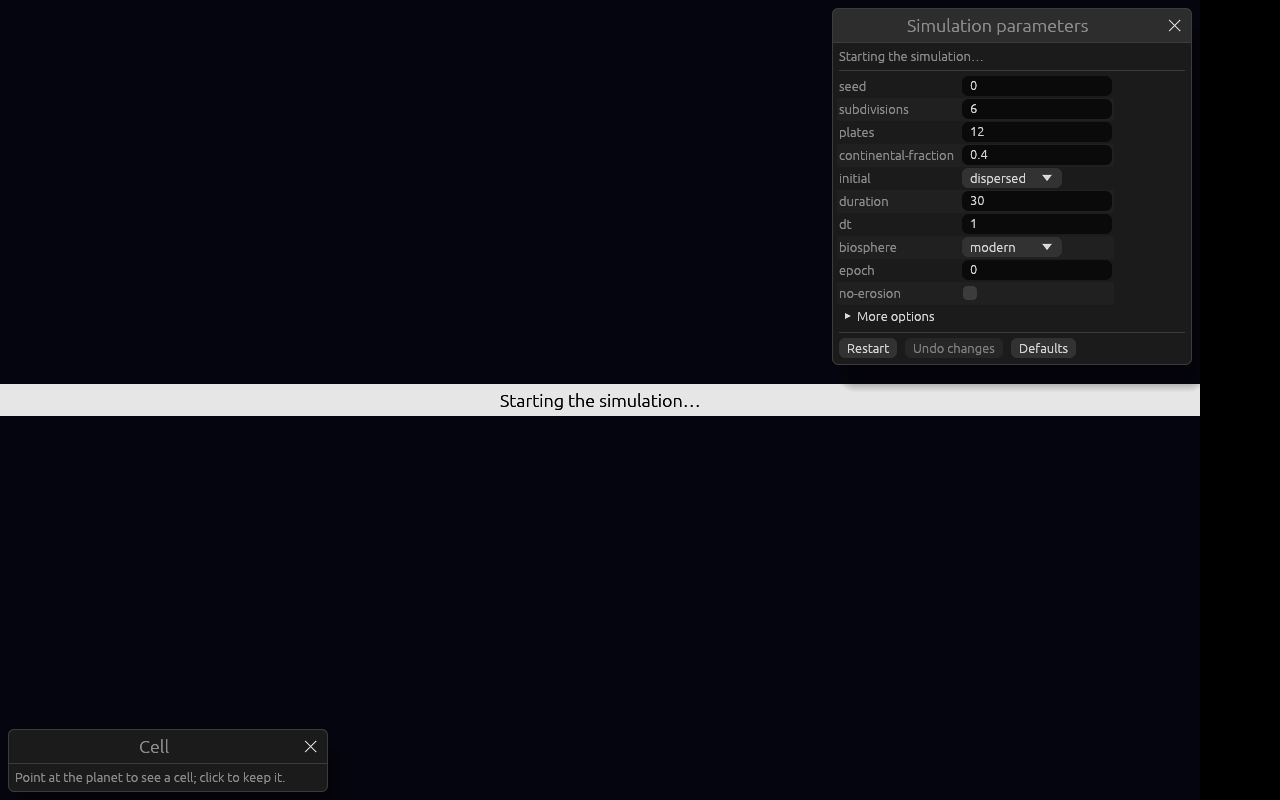 Simulation parameters
Starting the simulation...
seed 0
subdivisions 6
plates 12
continental-fraction 0.4
initial dispersed
duration 30
dt 1
biosphere modern
epoch 0
no-erosion
More options
Restart Undo changes Defaults
Starting the simulation...
Cell
Point at the planet to see a cell; click to keep it.